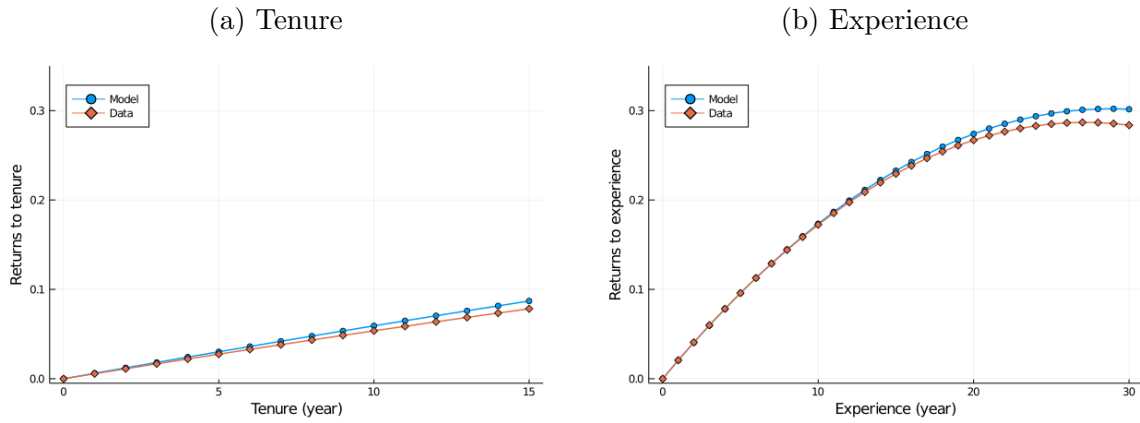 (a) Tenure
Model
Data
0.3
0.2
0.1
0.0
Returns to tenure
0
5
10
15
Tenure (year)
(b) Experience
Model
Data
0.3
0.2
0.1
0.0
Returns to experience
0
10
20
30
Experience (year)